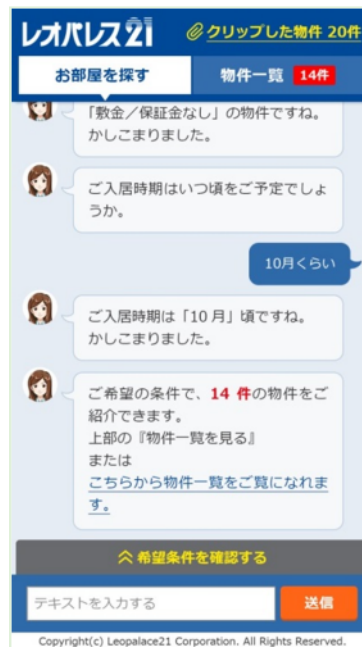 レオパレス21
クリップした物件 20件
お部屋を探す
物件一覧 14件
「敷金／保証金なし」の物件ですね。
かしこまりました。
ご入居時期はいつ頃をご予定でしょ
うか。
10月くらい
ご入居時期は「10 月」頃ですね。
かしこまりました。
ご希望の条件で、14 件の物件をご
紹介できます。
上部の『物件一覧を見る』
または
こちらから物件一覧をご覧になれま
す。
希望条件を確認する
テキストを入力する
送信
Copyright(c) Leopalace21 Corporation. All Rights Reserved.